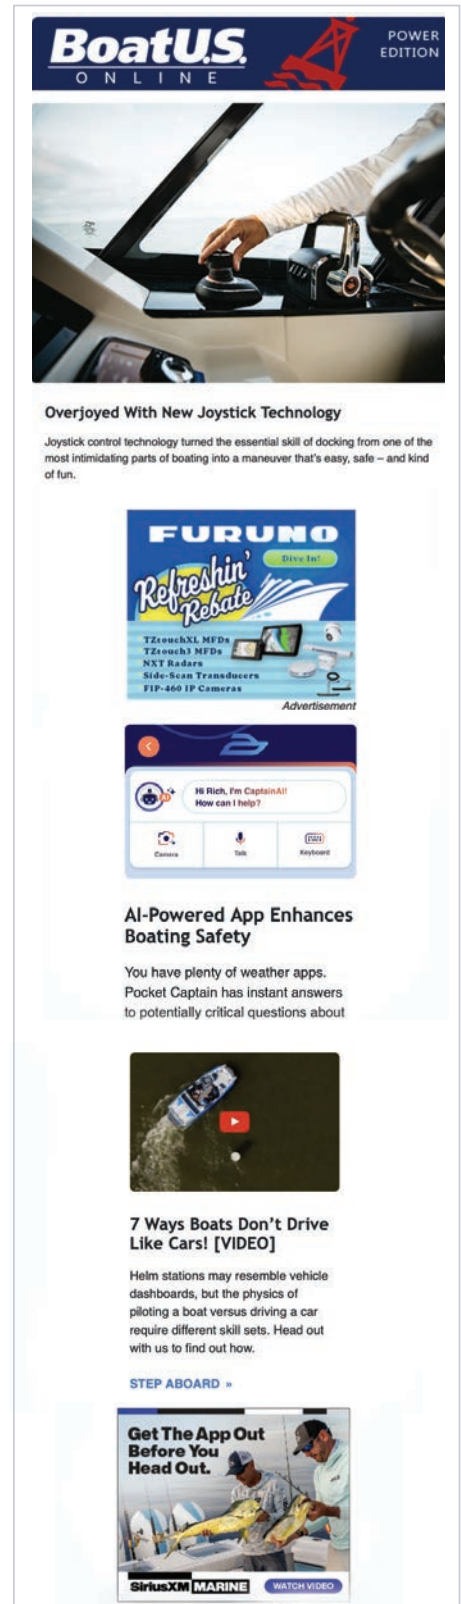 BoatU.S.
ONLINE
POWER
EDITION
Overjoyed With New Joystick Technology
Joystick control technology turned the essential skill of docking from one of the
most intimidating parts of boating into a maneuver that's easy, safe – and kind
of fun.
FURUNO
Dive In!
Refreshin'
Rebate
TZtouchXL MFDs
TZtouch3 MFDs
NXT Radars
Side-Scan Transducers
FIP-460 IP Cameras
Advertisement
AI
Hi Rich, I'm CaptainAI!
How can I help?
Camera
Talk
Keyboard
AI-Powered App Enhances
Boating Safety
You have plenty of weather apps.
Pocket Captain has instant answers
to potentially critical questions about
7 Ways Boats Don't Drive
Like Cars! [VIDEO]
Helm stations may resemble vehicle
dashboards, but the physics of
piloting a boat versus driving a car
require different skill sets. Head out
with us to find out how.
STEP ABOARD »
Get The App Out
Before You
Head Out.
SiriusXM MARINE
WATCH VIDEO